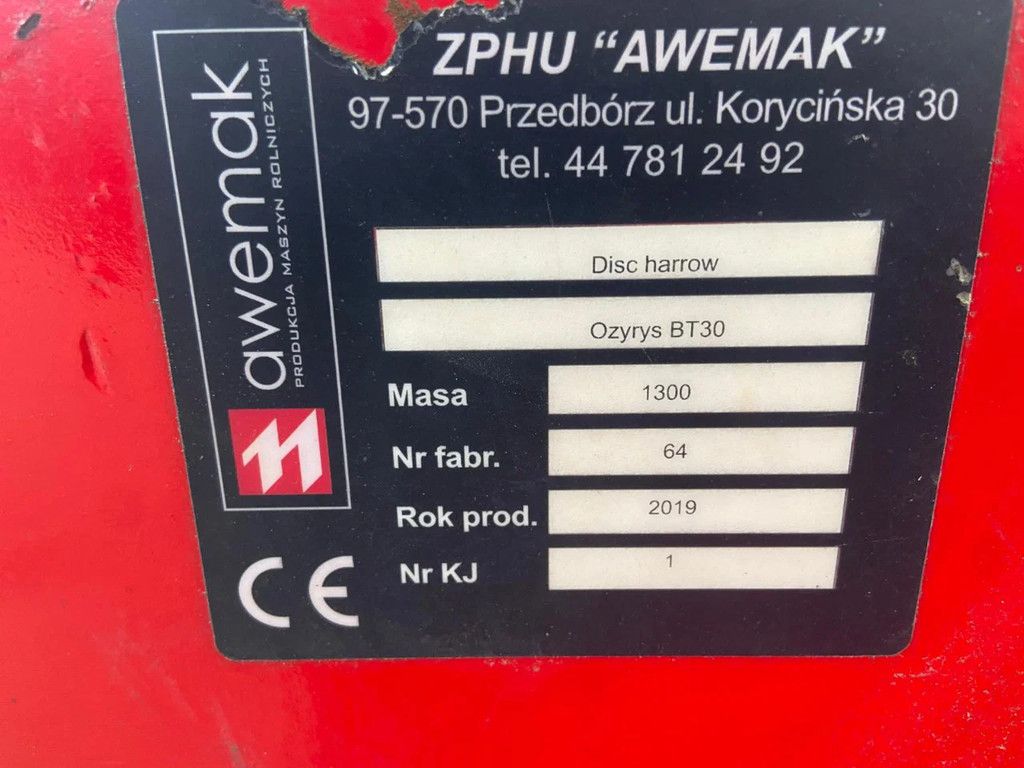 ZPHU “AWEMAK”
97-570 Przedbórz ul. Korycińska 30
tel. 44 781 24 92
awemak
PRODUKCJA MASZYN ROLNICZYCH
Disc harrow
Ozyrys BT30
Masa 1300
Nr fabr. 64
Rok prod. 2019
Nr KJ 1
CE